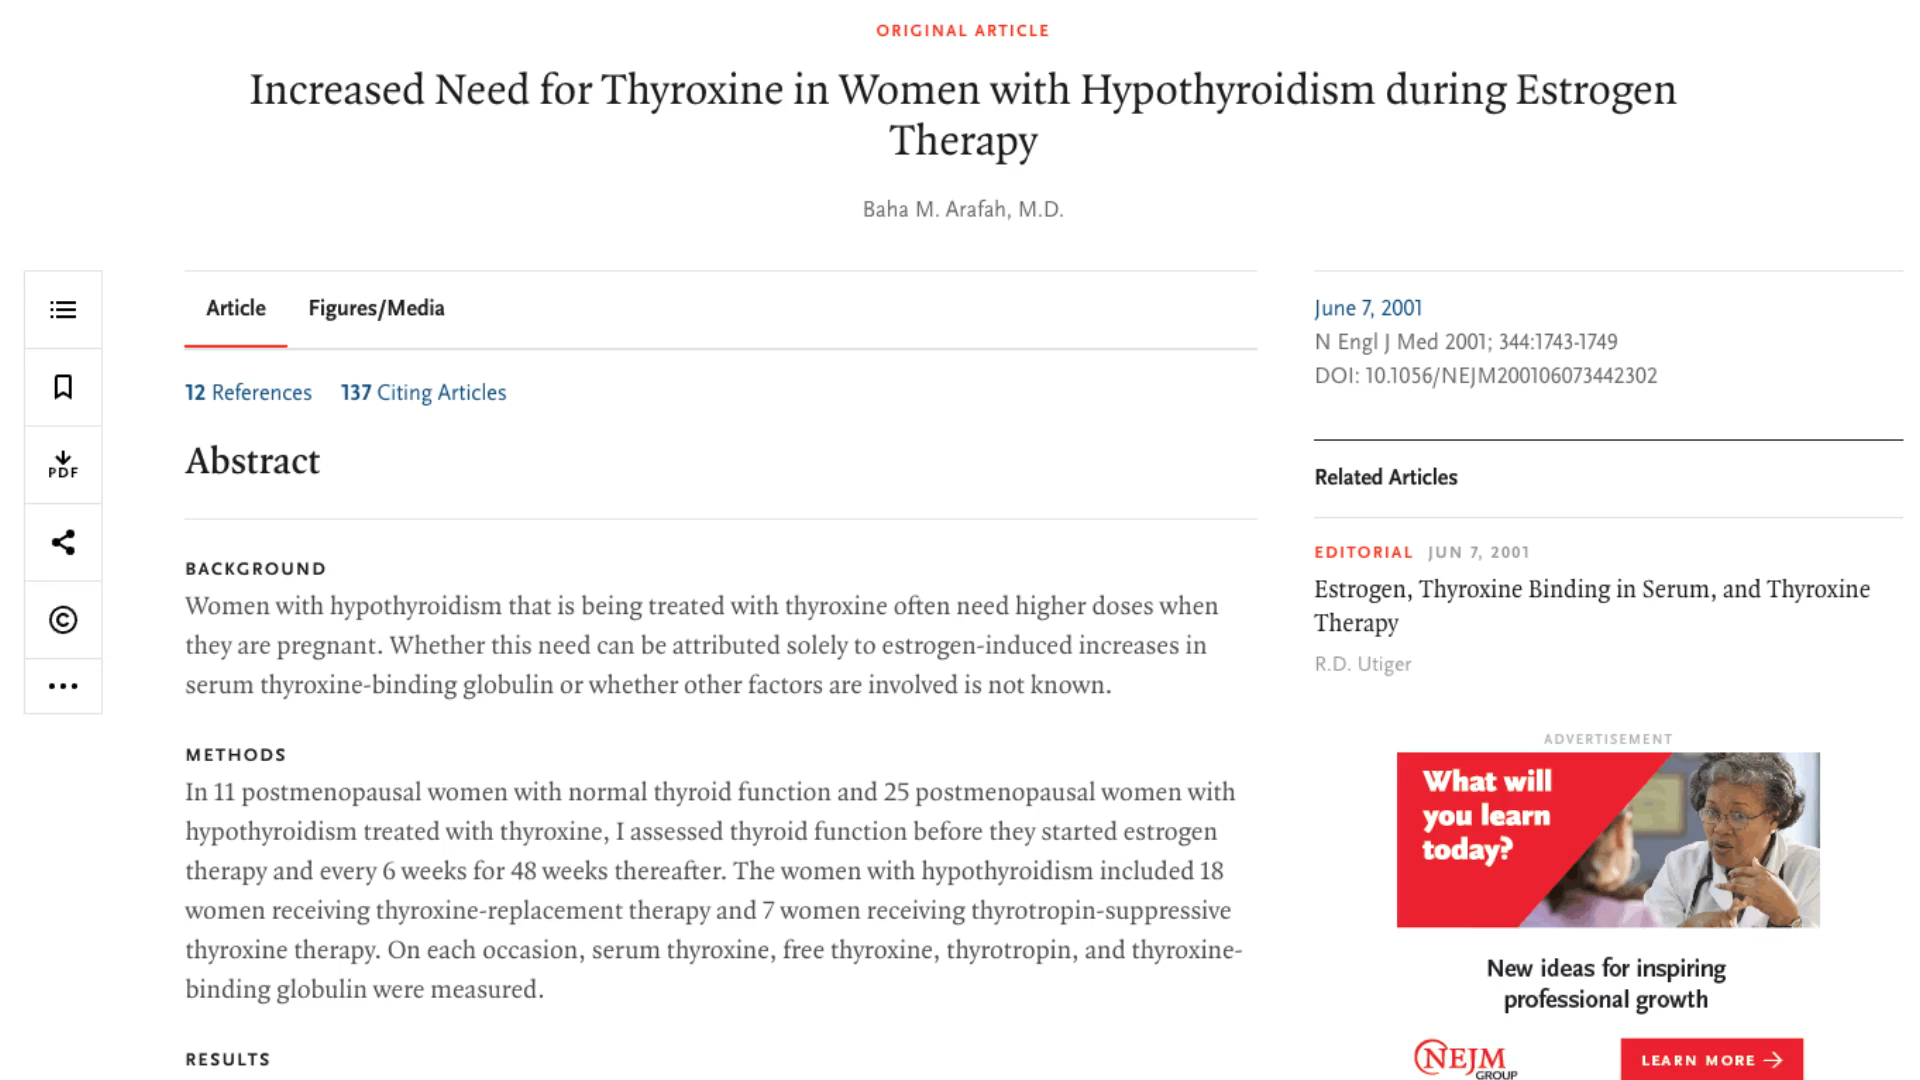 ORIGINAL ARTICLE
Increased Need for Thyroxine in Women with Hypothyroidism during Estrogen
Therapy
Baha M. Arafah, M.D.
Article Figures/Media
12 References 137 Citing Articles
Abstract
BACKGROUND
Women with hypothyroidism that is being treated with thyroxine often need higher doses when
they are pregnant. Whether this need can be attributed solely to estrogen-induced increases in
serum thyroxine-binding globulin or whether other factors are involved is not known.
METHODS
In 11 postmenopausal women with normal thyroid function and 25 postmenopausal women with
hypothyroidism treated with thyroxine, I assessed thyroid function before they started estrogen
therapy and every 6 weeks for 48 weeks thereafter. The women with hypothyroidism included 18
women receiving thyroxine-replacement therapy and 7 women receiving thyrotropin-suppressive
thyroxine therapy. On each occasion, serum thyroxine, free thyroxine, thyrotropin, and thyroxine-
binding globulin were measured.
RESULTS
PDF
June 7, 2001
N Engl J Med 2001; 344:1743-1749
DOI: 10.1056/NEJM200106073442302
Related Articles
EDITORIAL JUN 7, 2001
Estrogen, Thyroxine Binding in Serum, and Thyroxine
Therapy
R.D. Utiger
ADVERTISEMENT
What will
you learn
today?
New ideas for inspiring
professional growth
NEJM
GROUP
LEARN MORE →